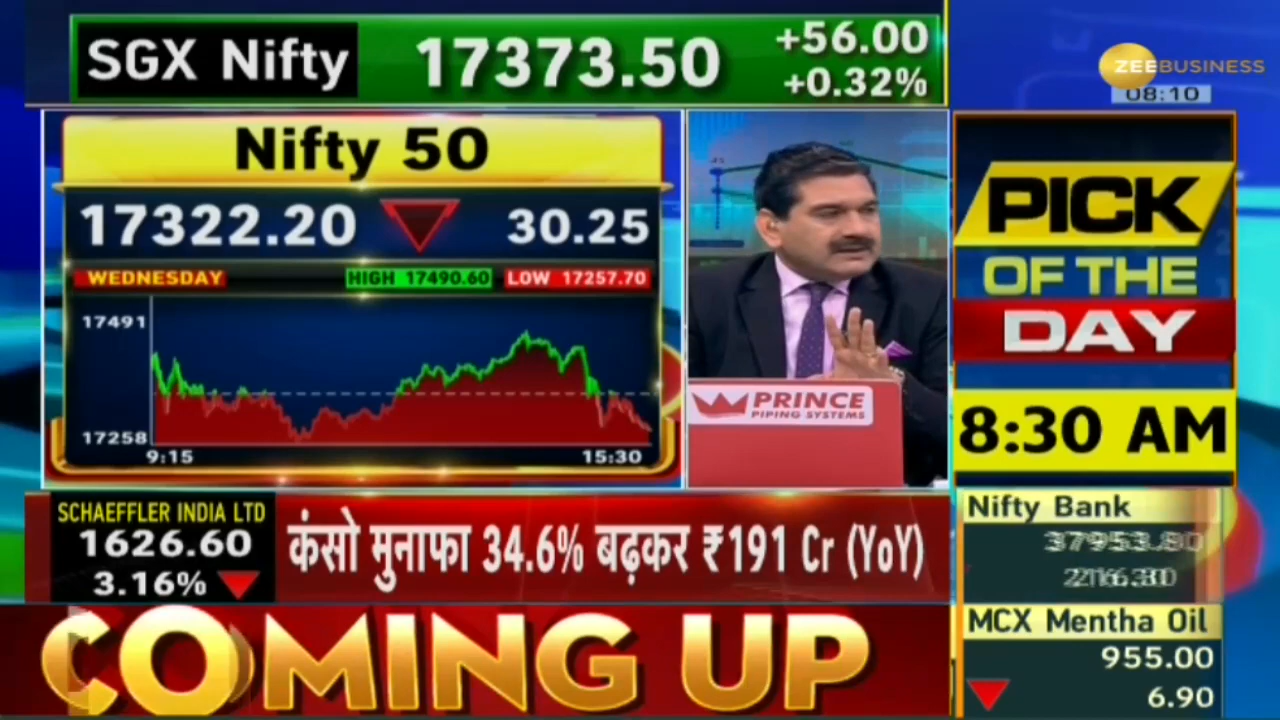 SGX Nifty
17373.50
+56.00
+0.32%
ZEEBUSINESS
08:10
Nifty 50
17322.20
30.25
WEDNESDAY
HIGH 17490.60
LOW 17257.70
17491
17258
9:15
15:30
PRINCE
PIPING SYSTEMS
PICK
OF THE
DAY
8:30 AM
SCHAEFFLER INDIA LTD
1626.60
3.16%
कंसो मुनाफा 34.6% बढ़कर ₹191 Cr (YoY)
Nifty Bank
MCX Mentha Oil
955.00
6.90
COMING UP